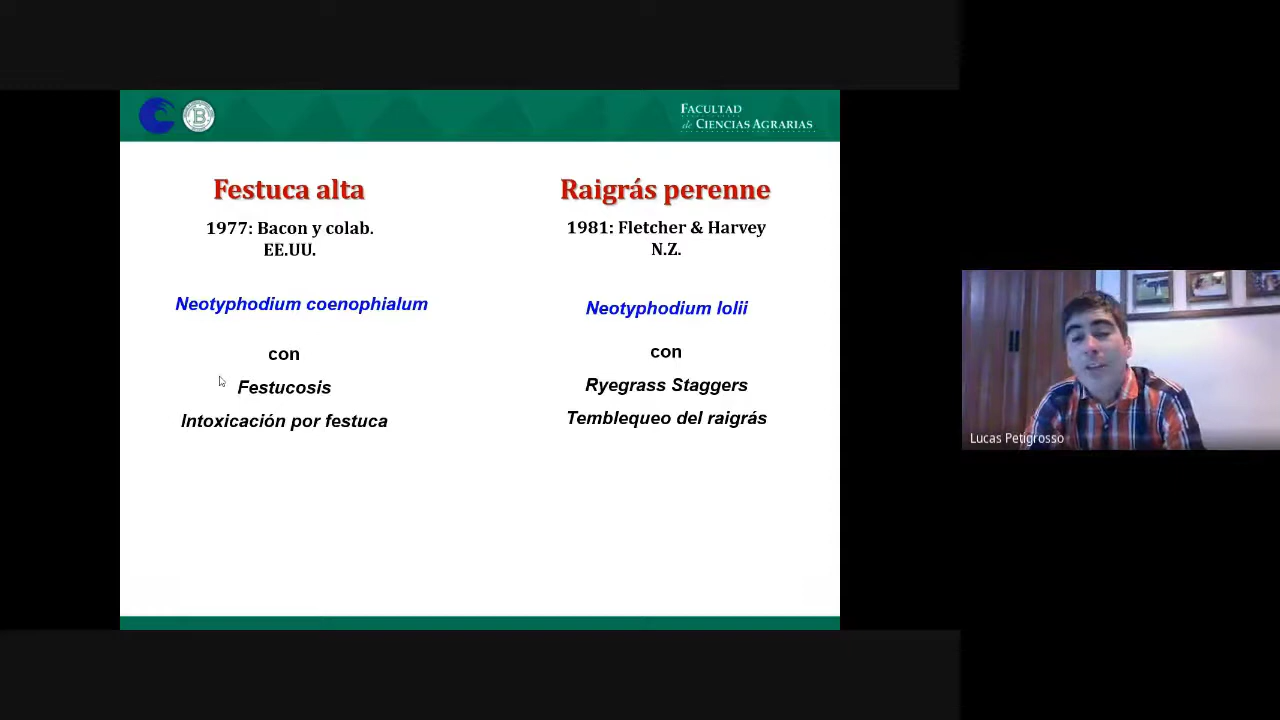 FACULTAD
de CIENCIAS AGRARIAS
B
Festuca alta
1977: Bacon y colab.
EE.UU.
Neotyphodium coenophialum
con
Festucosis
Intoxicación por festuca
Raigrás perenne
1981: Fletcher & Harvey
N.Z.
Neotyphodium lolii
con
Ryegrass Staggers
Temblequeo del raigrás
Lucas Petigrosso